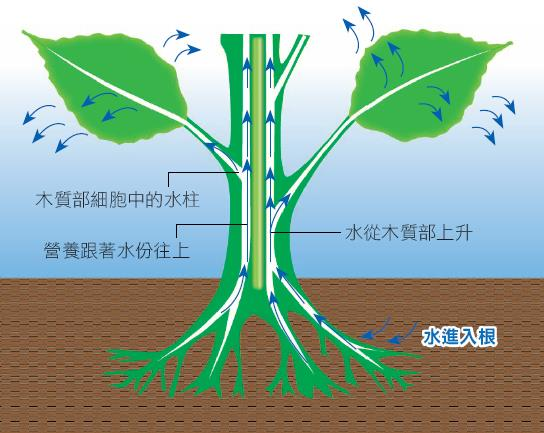 木質部細胞中的水柱
營養跟著水份往上
水從木質部上升
水進入根